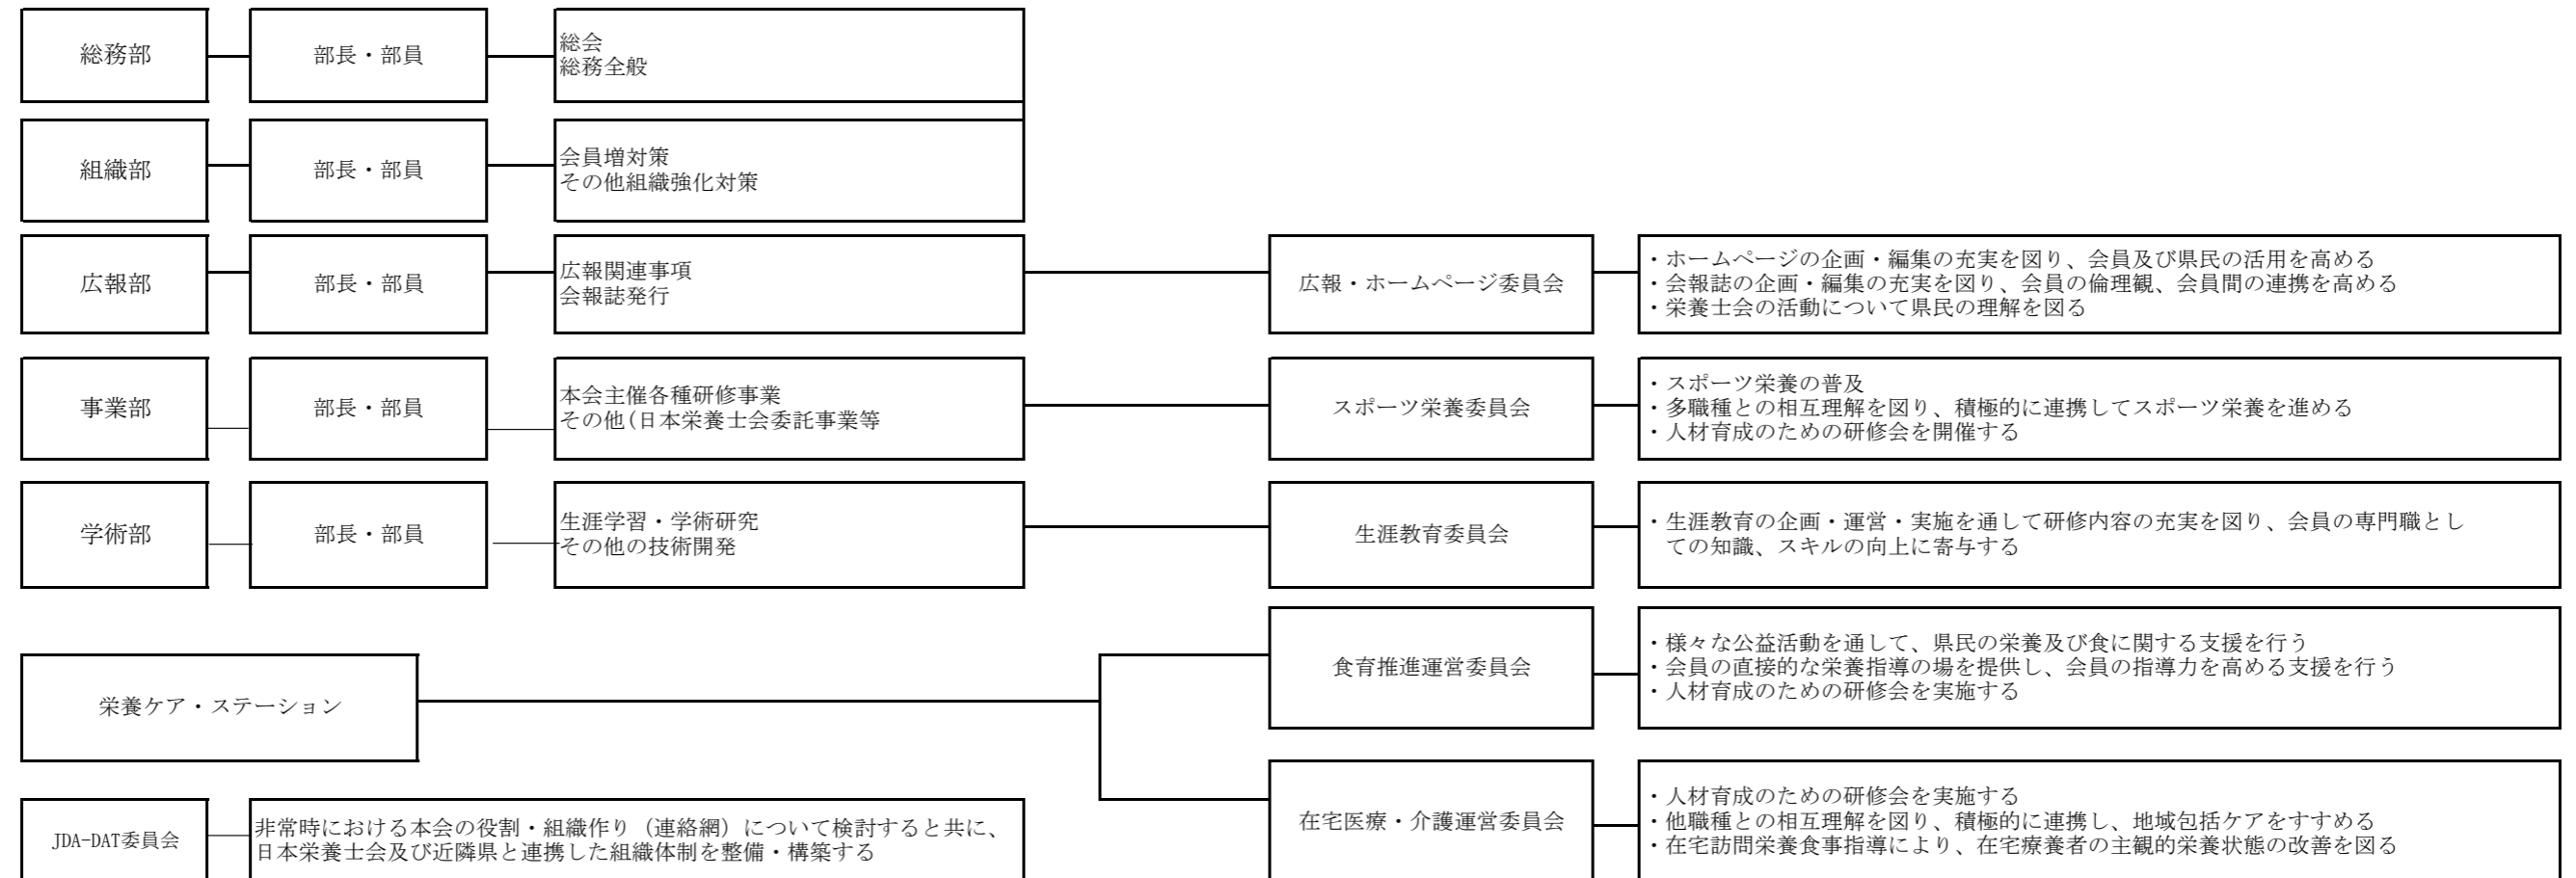 総務部
部長・部員
総会
総務全般
組織部
部長・部員
会員増対策
その他組織強化対策
広報部
部長・部員
広報関連事項
会報誌発行
広報・ホームページ委員会
・ホームページの企画・編集の充実を図り、会員及び県民の活用を高める
・会報誌の企画・編集の充実を図り、会員の倫理観、会員間の連携を高める
・栄養士会の活動について県民の理解を図る
事業部
部長・部員
本会主催各種研修事業
その他(日本栄養士会委託事業等
スポーツ栄養委員会
・スポーツ栄養の普及
・多職種との相互理解を図り、積極的に連携してスポーツ栄養を進める
・人材育成のための研修会を開催する
学術部
部長・部員
生涯学習・学術研究
その他の技術開発
生涯教育委員会
・生涯教育の企画・運営・実施を通して研修内容の充実を図り、会員の専門職とし
ての知識、スキルの向上に寄与する
栄養ケア・ステーション
食育推進運営委員会
・様々な公益活動を通して、県民の栄養及び食に関する支援を行う
・会員の直接的な栄養指導の場を提供し、会員の指導力を高める支援を行う
・人材育成のための研修会を実施する
在宅医療・介護運営委員会
・人材育成のための研修会を実施する
・他職種との相互理解を図り、積極的に連携し、地域包括ケアをすすめる
・在宅訪問栄養食事指導により、在宅療養者の主観的栄養状態の改善を図る
JDA-DAT委員会
非常時における本会の役割・組織作り（連絡網）について検討すると共に、
日本栄養士会及び近隣県と連携した組織体制を整備・構築する